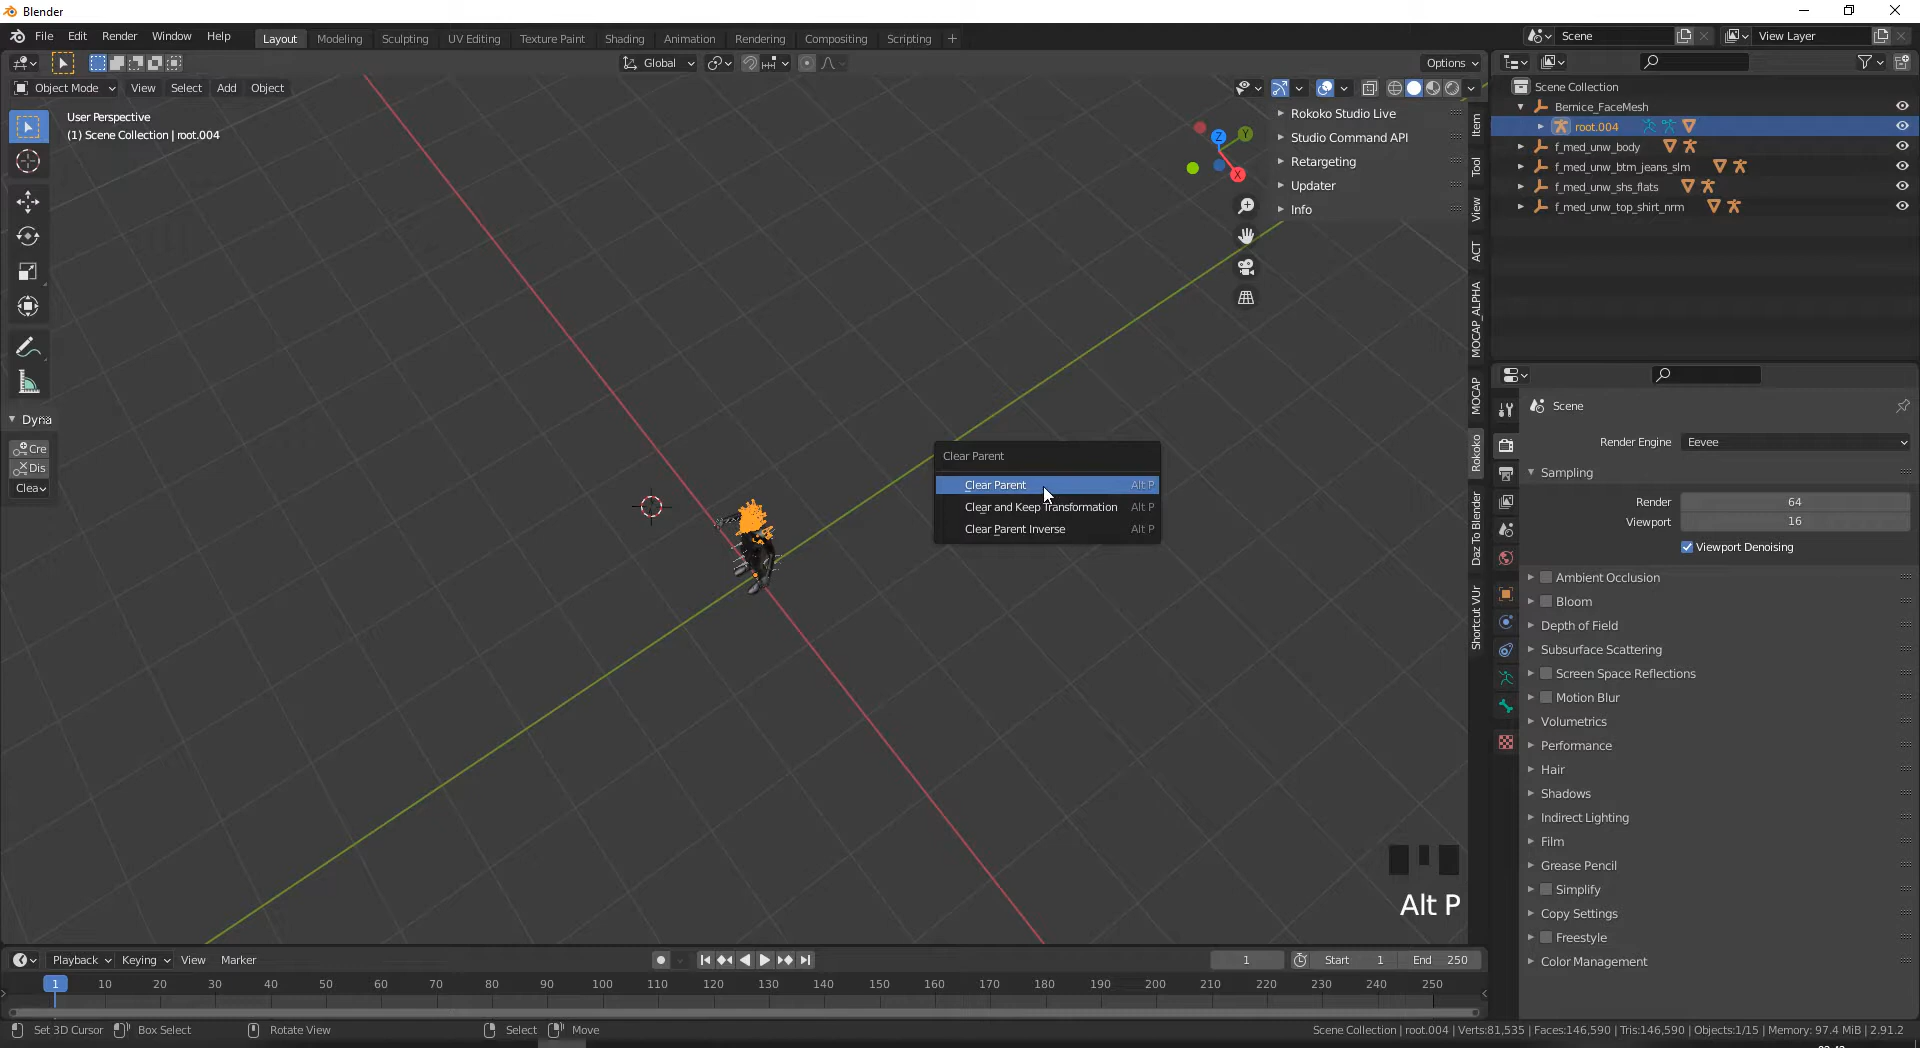 Blender
File Edit Render Window Help
Layout Modeling Sculpting UV Editing Texture Paint Shading Animation Rendering Compositing Scripting +
Scene
View Layer
Global
Options
Object Mode View Select Add Object
User Perspective
(1) Scene Collection | root.004
Rokoko Studio Live
Studio Command API
Retargeting
Updater
Info
Z
Y
X
Item
Tool
View
ACT
MOCAP_ALPHA
MOCAP
Rokoko
Daz To Blender
Shortcut VUr
Dyna
Cre
Dis
Clea
Clear Parent
Clear Parent Alt P
Clear and Keep Transformation Alt P
Clear Parent Inverse Alt P
Alt P
Scene Collection
Bernice_FaceMesh
root.004
f_med_unw_body
f_med_unw_btm_jeans_slm
f_med_unw_shs_flats
f_med_unw_top_shirt_nrm
Scene
Render Engine Eevee
Sampling
Render 64
Viewport 16
Viewport Denoising
Ambient Occlusion
Bloom
Depth of Field
Subsurface Scattering
Screen Space Reflections
Motion Blur
Volumetrics
Performance
Hair
Shadows
Indirect Lighting
Film
Grease Pencil
Simplify
Copy Settings
Freestyle
Color Management
Playback Keying View Marker
1 Start 1 End 250
1 10 20 30 40 50 60 70 80 90 100 110 120 130 140 150 160 170 180 190 200 210 220 230 240 250
Set 3D Cursor Box Select Rotate View Select Move
Scene Collection | root.004 | Verts:81,535 | Faces:146,590 | Tris:146,590 | Objects:1/15 | Memory: 97.4 MiB | 2.91.2